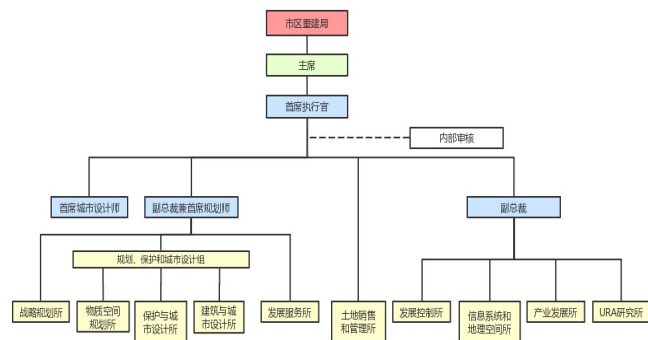 市区重建局
主席
首席执行官
内部审核
首席城市设计师
副总裁兼首席规划师
副总裁
规划、保护和城市设计组
战略规划所
物质空间
规划所
保护与城
市设计所
建筑与城
市设计所
发展服务所
土地销售
和管理所
发展控制所
信息系统和
地理空间所
产业发展所
URA研究所